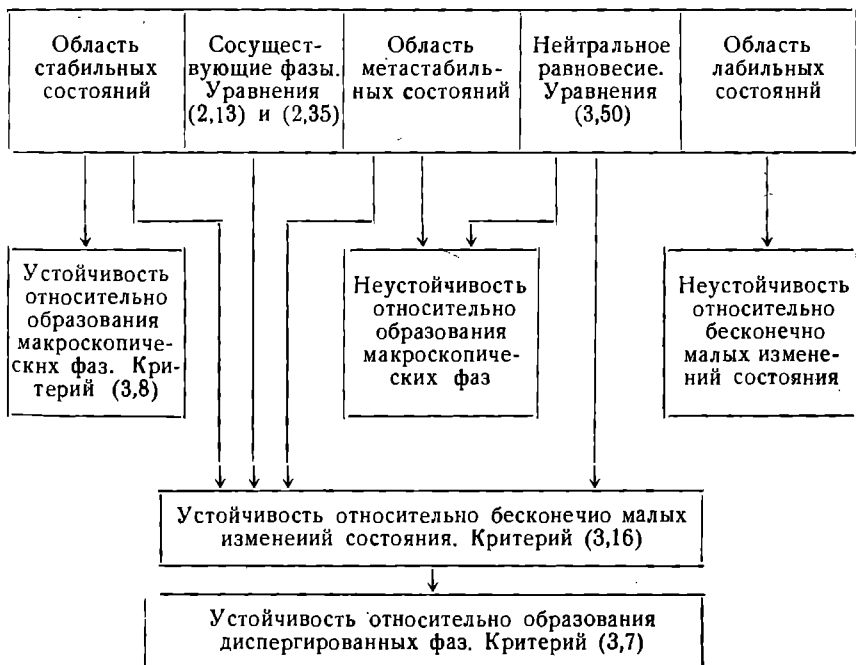 Область
стабильных
состояний
Сосущест-
вующие фазы.
Уравнения
(2,13) и (2,35)
Область
метастабиль-
ных состояний
Нейтральное
равновесие.
Уравнения
(3,50)
Область
лабильных
состояний
Устойчивость
относительно
образования
макроскопиче-
ских фаз. Кри-
терий (3,8)
Неустойчивость
относительно
образования
макроскопиче-
ских фаз
Неустойчивость
относительно
бесконечно
малых измене-
ний состояния
Устойчивость относительно бесконечно малых
изменений состояния. Критерий (3,16)
Устойчивость относительно образования
диспергированных фаз. Критерий (3,7)